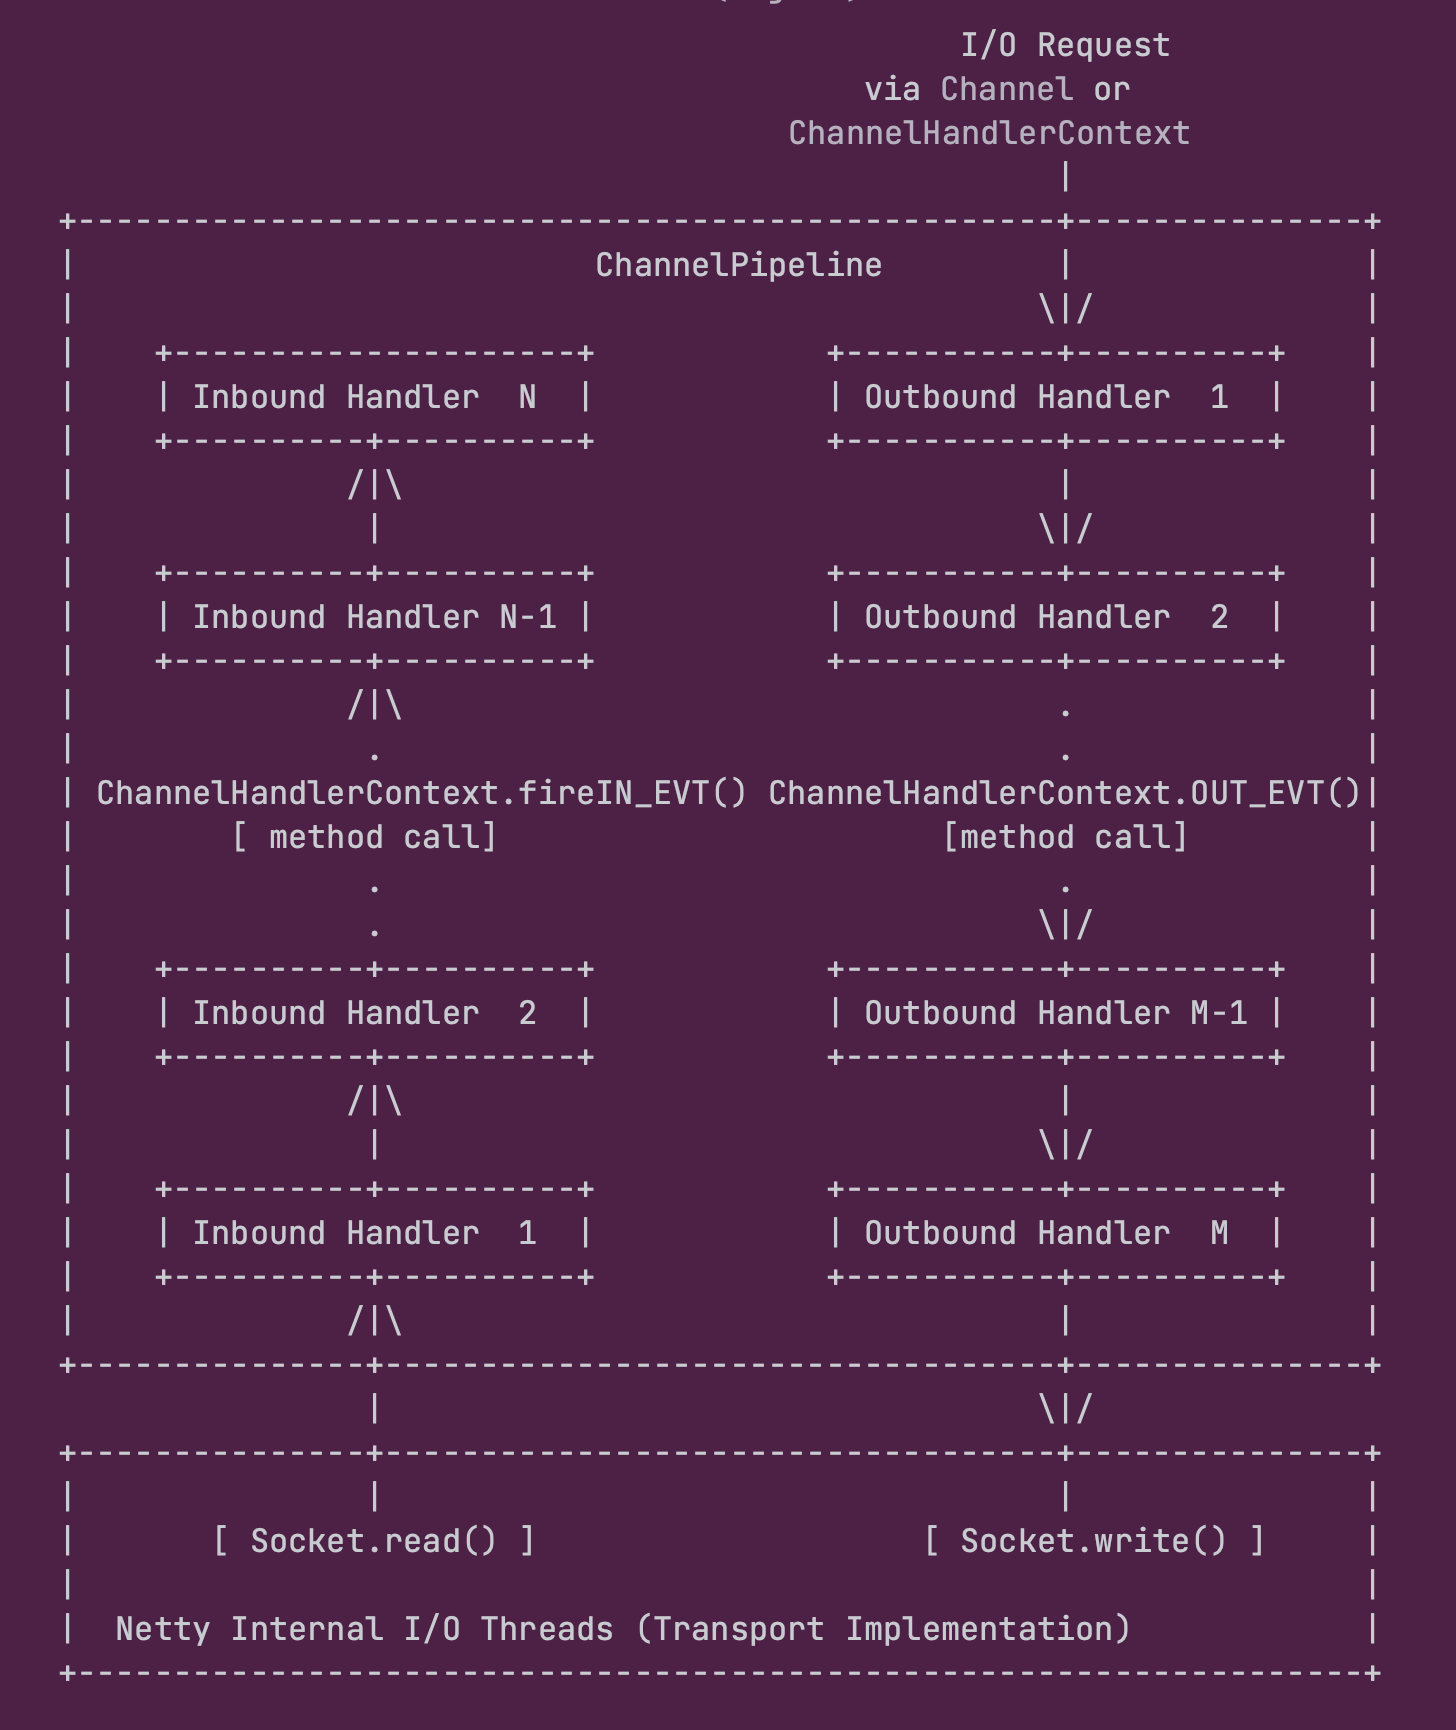 I/O Request
via Channel or
ChannelHandlerContext
|
+---------------------------------------------------+---------------+
|                           ChannelPipeline         |               |
|                                                  \|/              |
|    +---------------------+            +-----------+----------+    |
|    | Inbound Handler  N  |            | Outbound Handler  1  |    |
|    +----------+----------+            +-----------+----------+    |
|              /|\                                  |               |
|               |                                  \|/              |
|    +----------+----------+            +-----------+----------+    |
|    | Inbound Handler N-1 |            | Outbound Handler  2  |    |
|    +----------+----------+            +-----------+----------+    |
|              /|\                                  .               |
|               .                                   .               |
| ChannelHandlerContext.fireIN_EVT() ChannelHandlerContext.OUT_EVT()|
|        [ method call]                       [method call]         |
|               .                                   .               |
|               .                                  \|/              |
|    +----------+----------+            +-----------+----------+    |
|    | Inbound Handler  2  |            | Outbound Handler M-1 |    |
|    +----------+----------+            +-----------+----------+    |
|              /|\                                  |               |
|               |                                  \|/              |
|    +----------+----------+            +-----------+----------+    |
|    | Inbound Handler  1  |            | Outbound Handler  M  |    |
|    +----------+----------+            +-----------+----------+    |
|              /|\                                  |               |
+---------------+-----------------------------------+---------------+
                |                                  \|/
+---------------+-----------------------------------+---------------+
|               |                                   |               |
|       [ Socket.read() ]                    [ Socket.write() ]     |
|                                                                   |
|  Netty Internal I/O Threads (Transport Implementation)            |
+-------------------------------------------------------------------+